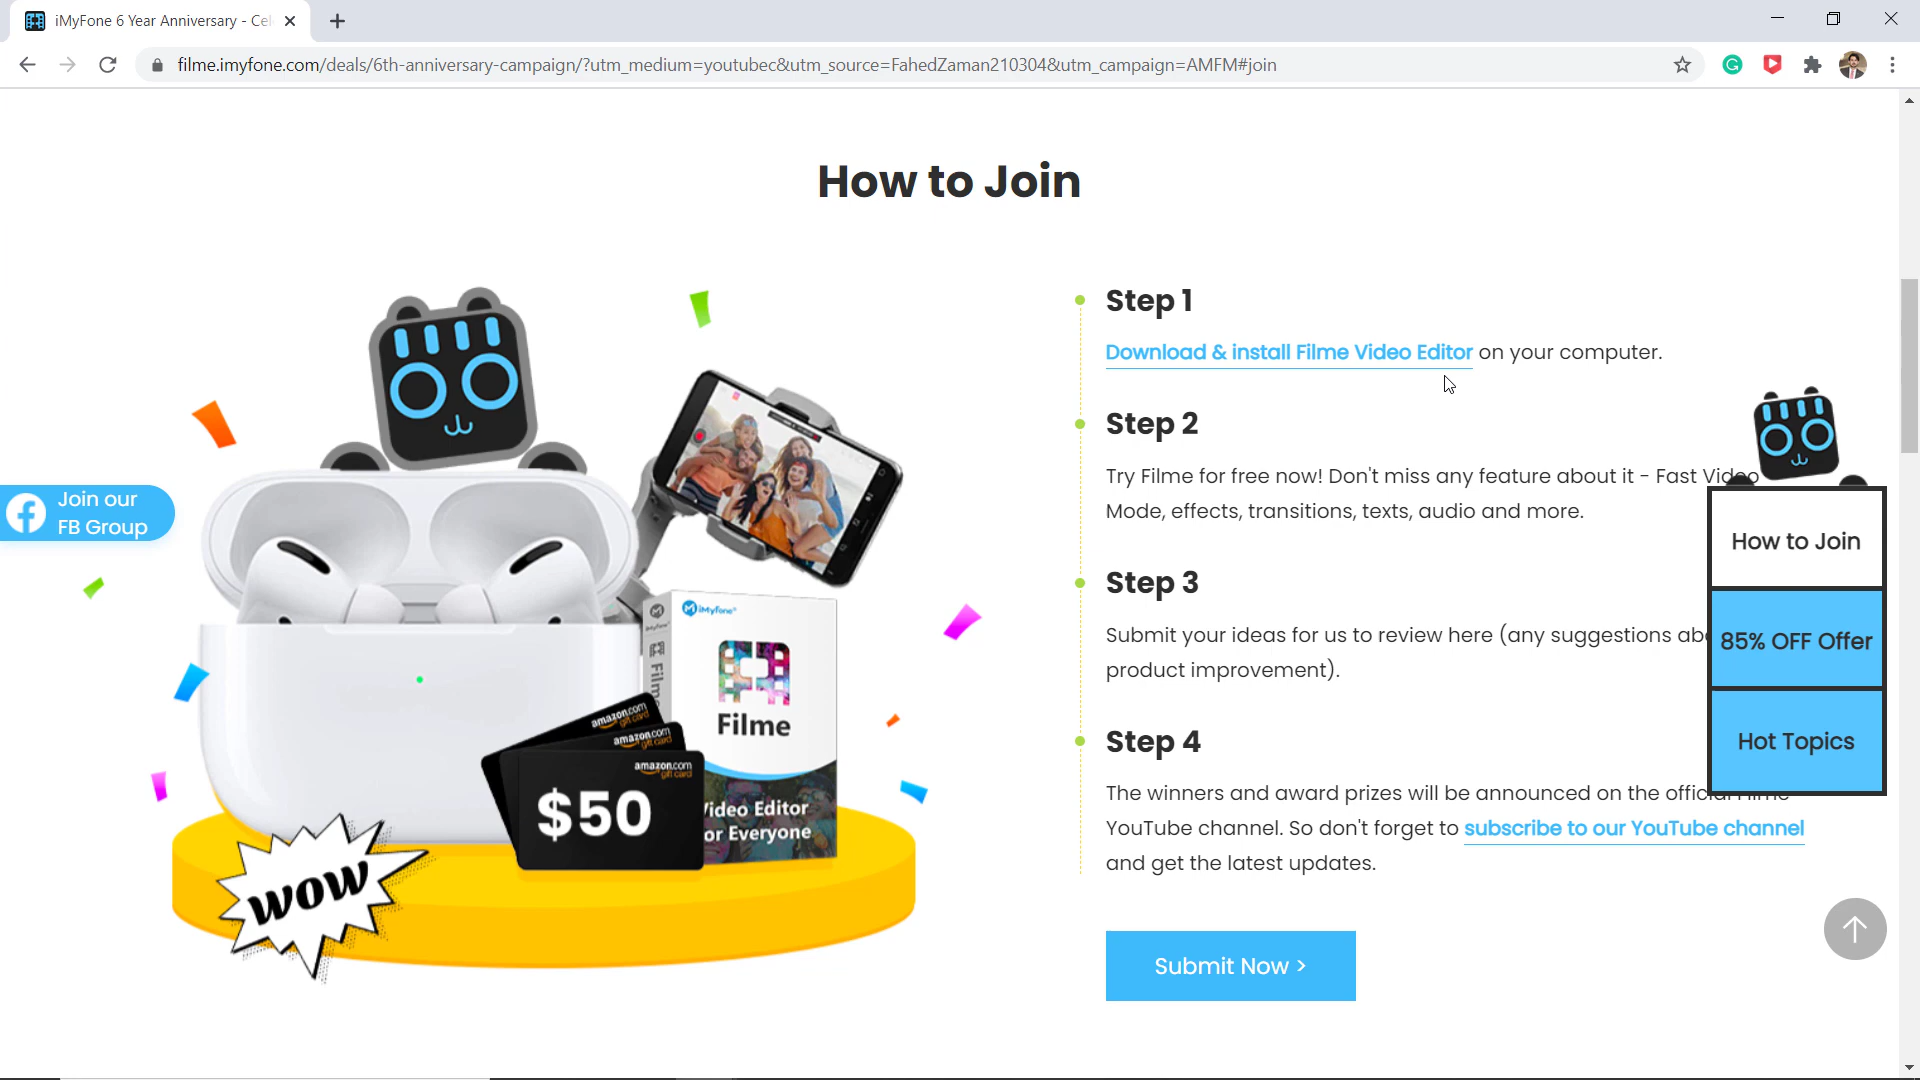 iMyFone 6 Year Anniversary - Cel
filme.imyfone.com/deals/6th-anniversary-campaign/?utm_medium=youtubec&utm_source=FahedZaman210304&utm_campaign=AMFM#join
How to Join
Step 1
Download & install Filme Video Editor on your computer.
Step 2
Try Filme for free now! Don't miss any feature about it - Fast Video
Mode, effects, transitions, texts, audio and more.
Step 3
Submit your ideas for us to review here (any suggestions
product improvement).
Step 4
The winners and award prizes will be announced on the official Filme
YouTube channel. So don't forget to subscribe to our YouTube channel
and get the latest updates.
Submit Now >
Join our
FB Group
How to Join
85% OFF Offer
Hot Topics
iMyFone
Filme
Filme
Video Editor
for Everyone
amazon.com
gift card
amazon.com
gift card
amazon.com
gift card
$50
WOW